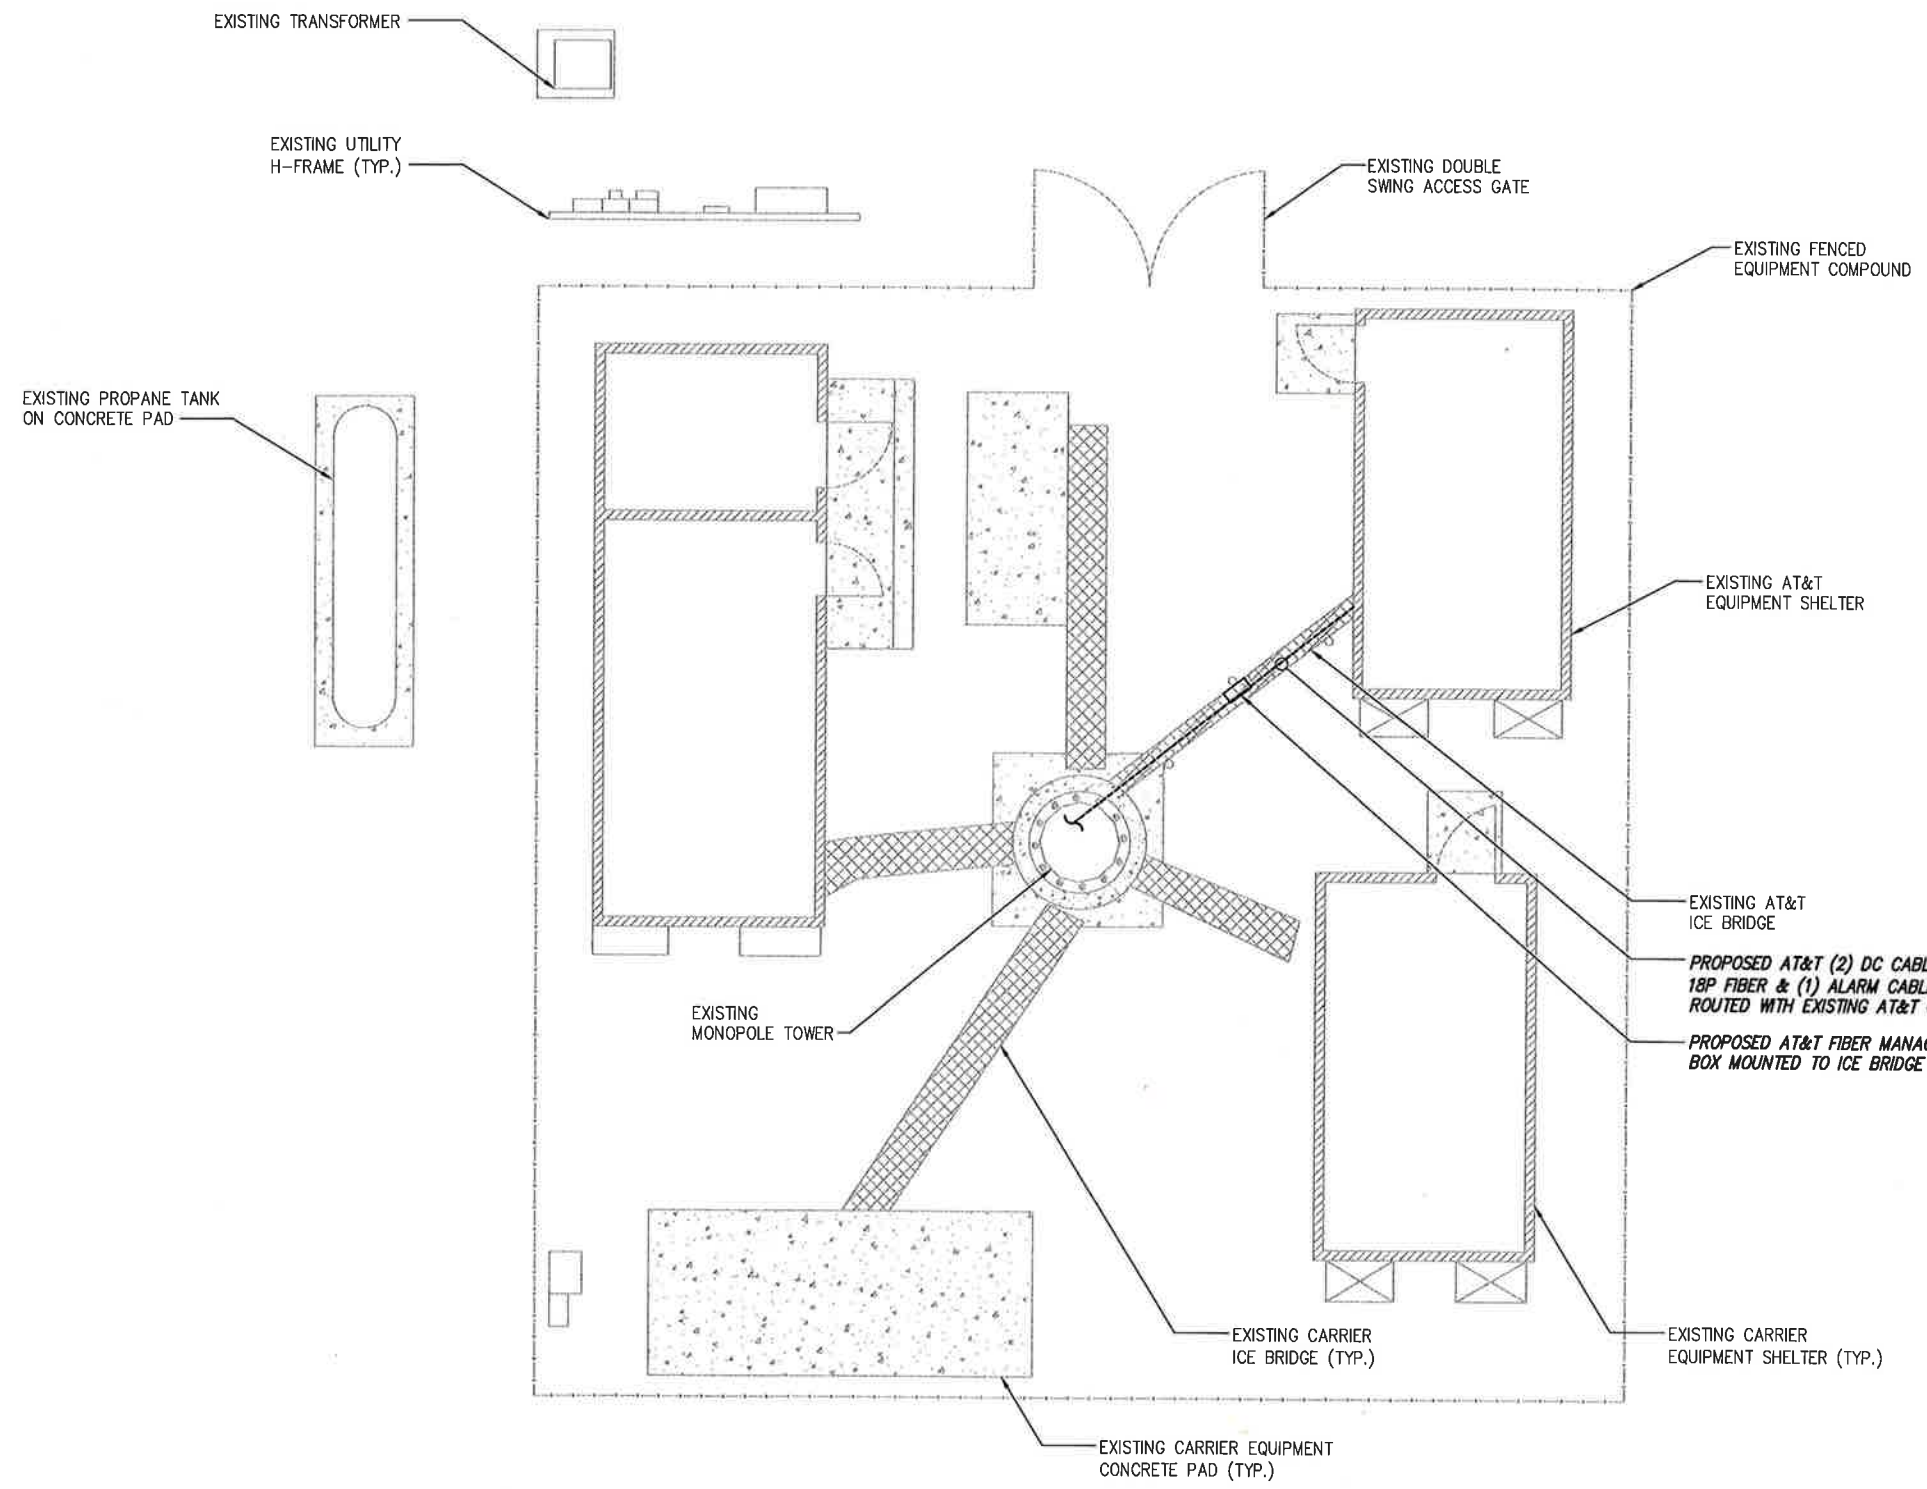 EXISTING TRANSFORMER
EXISTING UTILITY
H-FRAME (TYP.)
EXISTING DOUBLE
SWING ACCESS GATE
EXISTING FENCED
EQUIPMENT COMPOUND
EXISTING PROPANE TANK
ON CONCRETE PAD
EXISTING AT&T
EQUIPMENT SHELTER
EXISTING AT&T
ICE BRIDGE
PROPOSED AT&T (2) DC
18P FIBER & (1) ALARM
ROUTED WITH EXISTING AT&T
PROPOSED AT&T FIBER
BOX MOUNTED TO ICE BRIDGE
EXISTING
MONOPOLE TOWER
EXISTING CARRIER
ICE BRIDGE (TYP.)
EXISTING CARRIER
EQUIPMENT SHELTER (TYP.)
EXISTING CARRIER EQUIPMENT
CONCRETE PAD (TYP.)